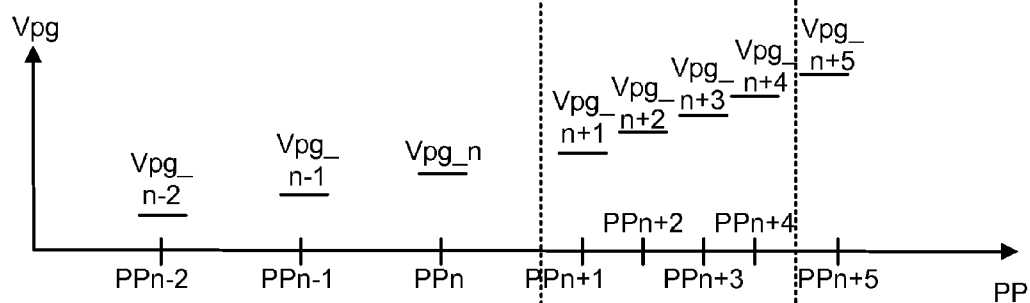 Vpg
Vpg_
n-2
Vpg_
n-1
Vpg_n
Vpg_
n+1
Vpg_
n+2
Vpg_
n+3
Vpg_
n+4
Vpg_
n+5
PPn+2
PPn+4
PPn-2
PPn-1
PPn
PPn+1
PPn+3
PPn+5
PP